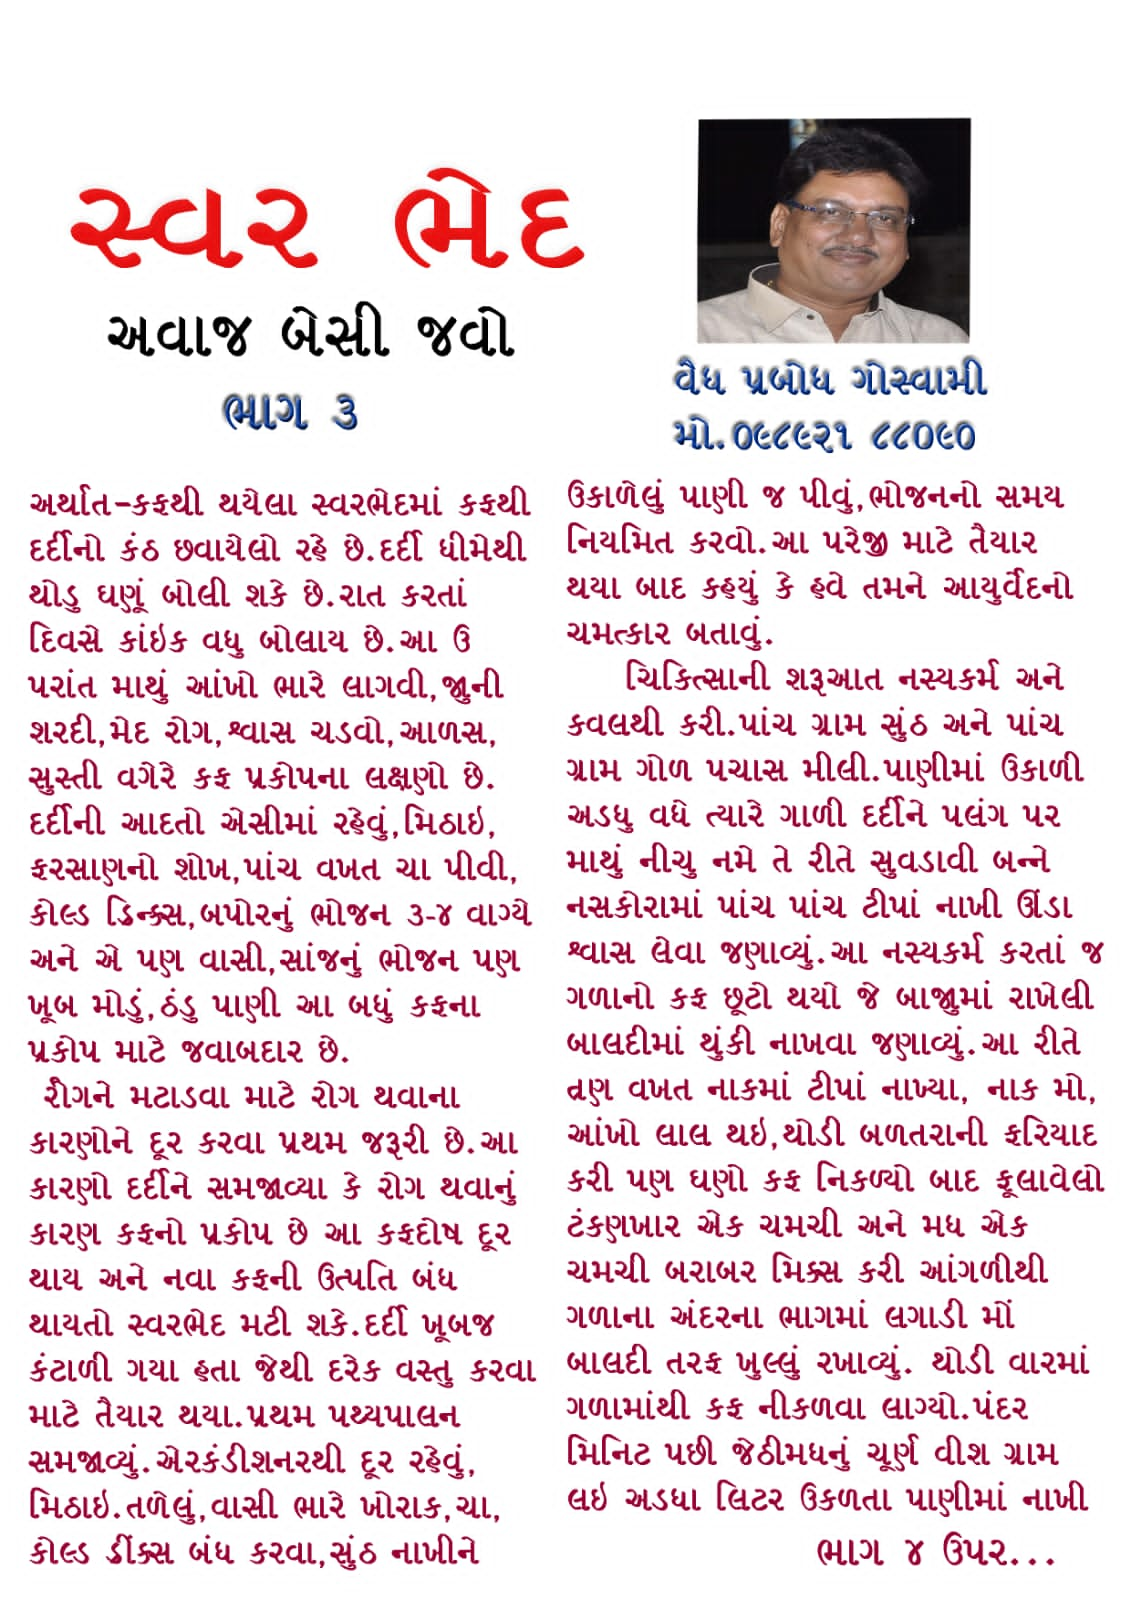 સ્વર ભેદ
અવાજ બેસી જવો
ભાગ ૩
વૈધ પ્રબોધ ગોસ્વામી
મો.૦૯૮૯૨૧ ૮૮૦૯૦
અર્થાત-કફથી થયેલા સ્વરભેદમાં કફથી
દર્દીનો કંઠ છવાયેલો રહે છે.દર્દી ધીમેથી
થોડુ ઘણૂં બોલી શકે છે.રાત કરતાં
દિવસે કાંઇક વધુ બોલાય છે.આ ઉ
પરાંત માથું આંખો ભારે લાગવી,જાુની
શરદી,મેદ રોગ,શ્વાસ ચડવો,આળસ,
સુસ્તી વગેરે કફ પ્રકોપના લક્ષણો છે.
દર્દીની આદતો એસીમાં રહેવું,મિઠાઇ,
ફરસાણનો શોખ,પાંચ વખત ચા પીવી,
કોલ્ડ ડ્રિન્ક્સ,બપોરનું ભોજન ૩-૪ વાગ્યે
અને એ પણ વાસી,સાંજનું ભોજન પણ
ખૂબ મોડું,ઠંડુ પાણી આ બધું કફના
પ્રકોપ માટે જવાબદાર છે.
રોગને મટાડવા માટે રોગ થવાના
કારણોને દૂર કરવા પ્રથમ જરૂરી છે.આ
કારણો દર્દીને સમજાવ્યા કે રોગ થવાનું
કારણ કફનો પ્રકોપ છે આ કફદોષ દૂર
થાય અને નવા કફની ઉત્પતિ બંધ
થાયતો સ્વરભેદ મટી શકે.દર્દી ખૂબજ
કંટાળી ગયા હતા જેથી દરેક વસ્તુ કરવા
માટે તૈયાર થયા.પ્રથમ પથ્યપાલન
સમજાવ્યું.એરકંડીશનરથી દૂર રહેવું,
મિઠાઇ.તળેલું,વાસી ભારે ખોરાક,ચા,
કોલ્ડ ડ્રીંક્સ બંધ કરવા,સુંઠ નાખીને
ઉકાળેલું પાણી જ પીવું,ભોજનનો સમય
નિયમિત કરવો.આ પરેજી માટે તૈયાર
થયા બાદ કહયું કે હવે તમને આયુર્વેદનો
ચમત્કાર બતાવું.
ચિકિત્સાની શરૂઆત નસ્યકર્મ અને
કવલથી કરી.પાંચ ગ્રામ સુંઠ અને પાંચ
ગ્રામ ગોળ પચાસ મીલી.પાણીમાં ઉકાળી
અડધુ વધે ત્યારે ગાળી દર્દીને પલંગ પર
માથું નીચુ નમે તે રીતે સુવડાવી બન્ને
નસકોરામાં પાંચ પાંચ ટીપાં નાખી ઊંડા
શ્વાસ લેવા જણાવ્યું.આ નસ્યકર્મ કરતાં જ
ગળાનો કફ છૂટો થયો જે બાજાુમાં રાખેલી
બાલદીમાં થુંકી નાખવા જણાવ્યું.આ રીતે
ત્રણ વખત નાકમાં ટીપાં નાખ્યા, નાક મો,
આંખો લાલ થઇ,થોડી બળતરાની ફરિયાદ
કરી પણ ઘણો કફ નિકળ્યો બાદ ફૂલાવેલો
ટંકણખાર એક ચમચી અને મધ એક
ચમચી બરાબર મિક્સ કરી આંગળીથી
ગળાના અંદરના ભાગમાં લગાડી મોં
બાલદી તરફ ખુલ્લું રખાવ્યું. થોડી વારમાં
ગળામાંથી કફ નીકળવા લાગ્યો.પંદર
મિનિટ પછી જેઠીમધનું ચૂર્ણ વીશ ગ્રામ
લઇ અડધા લિટર ઉકળતા પાણીમાં નાખી
ભાગ ૪ ઉપર...